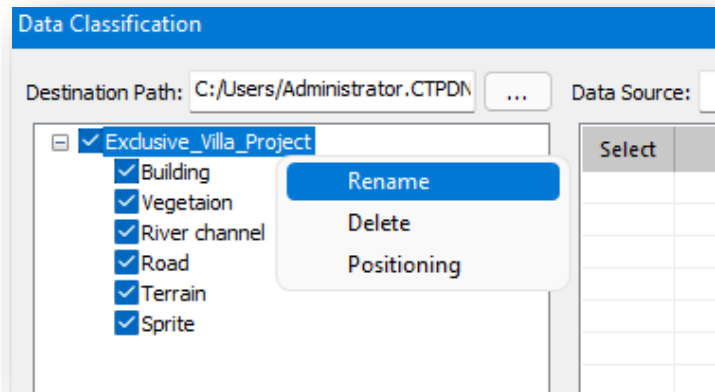 Data Classification
Destination Path: C:/Users/Administrator.CTPDN ... Data Source:
Exclusive_Villa_Project
Building
Vegetaion
River channel
Road
Terrain
Sprite
Rename
Delete
Positioning
Select